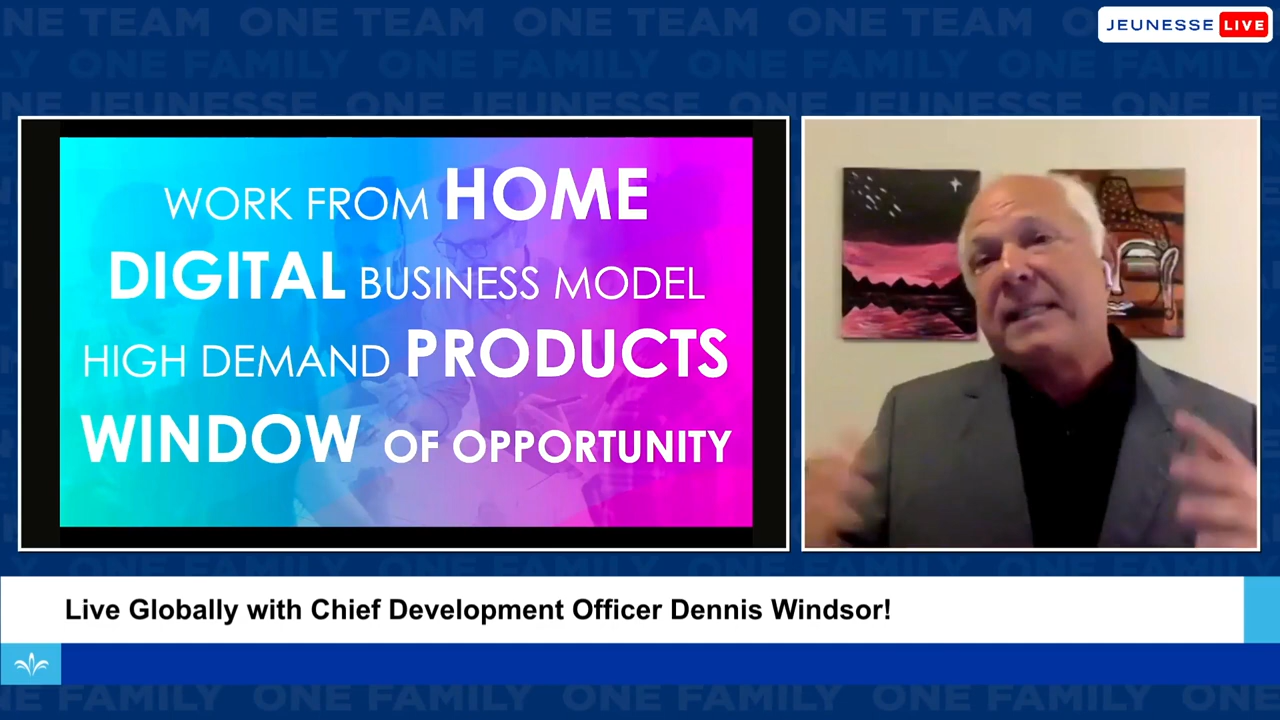 ONE TEAM ONE TEAM ONE TEAM ONE TEAM
ONE FAMILY ONE FAMILY ONE FAMILY
ONE JEUNESSE ONE JEUNESSE ONE JEUNESSE
JEUNESSE LIVE
WORK FROM HOME
DIGITAL BUSINESS MODEL
HIGH DEMAND PRODUCTS
WINDOW OF OPPORTUNITY
Live Globally with Chief Development Officer Dennis Windsor!
ONE FAMILY ONE FAMILY ONE FAMILY ONE FAMILY